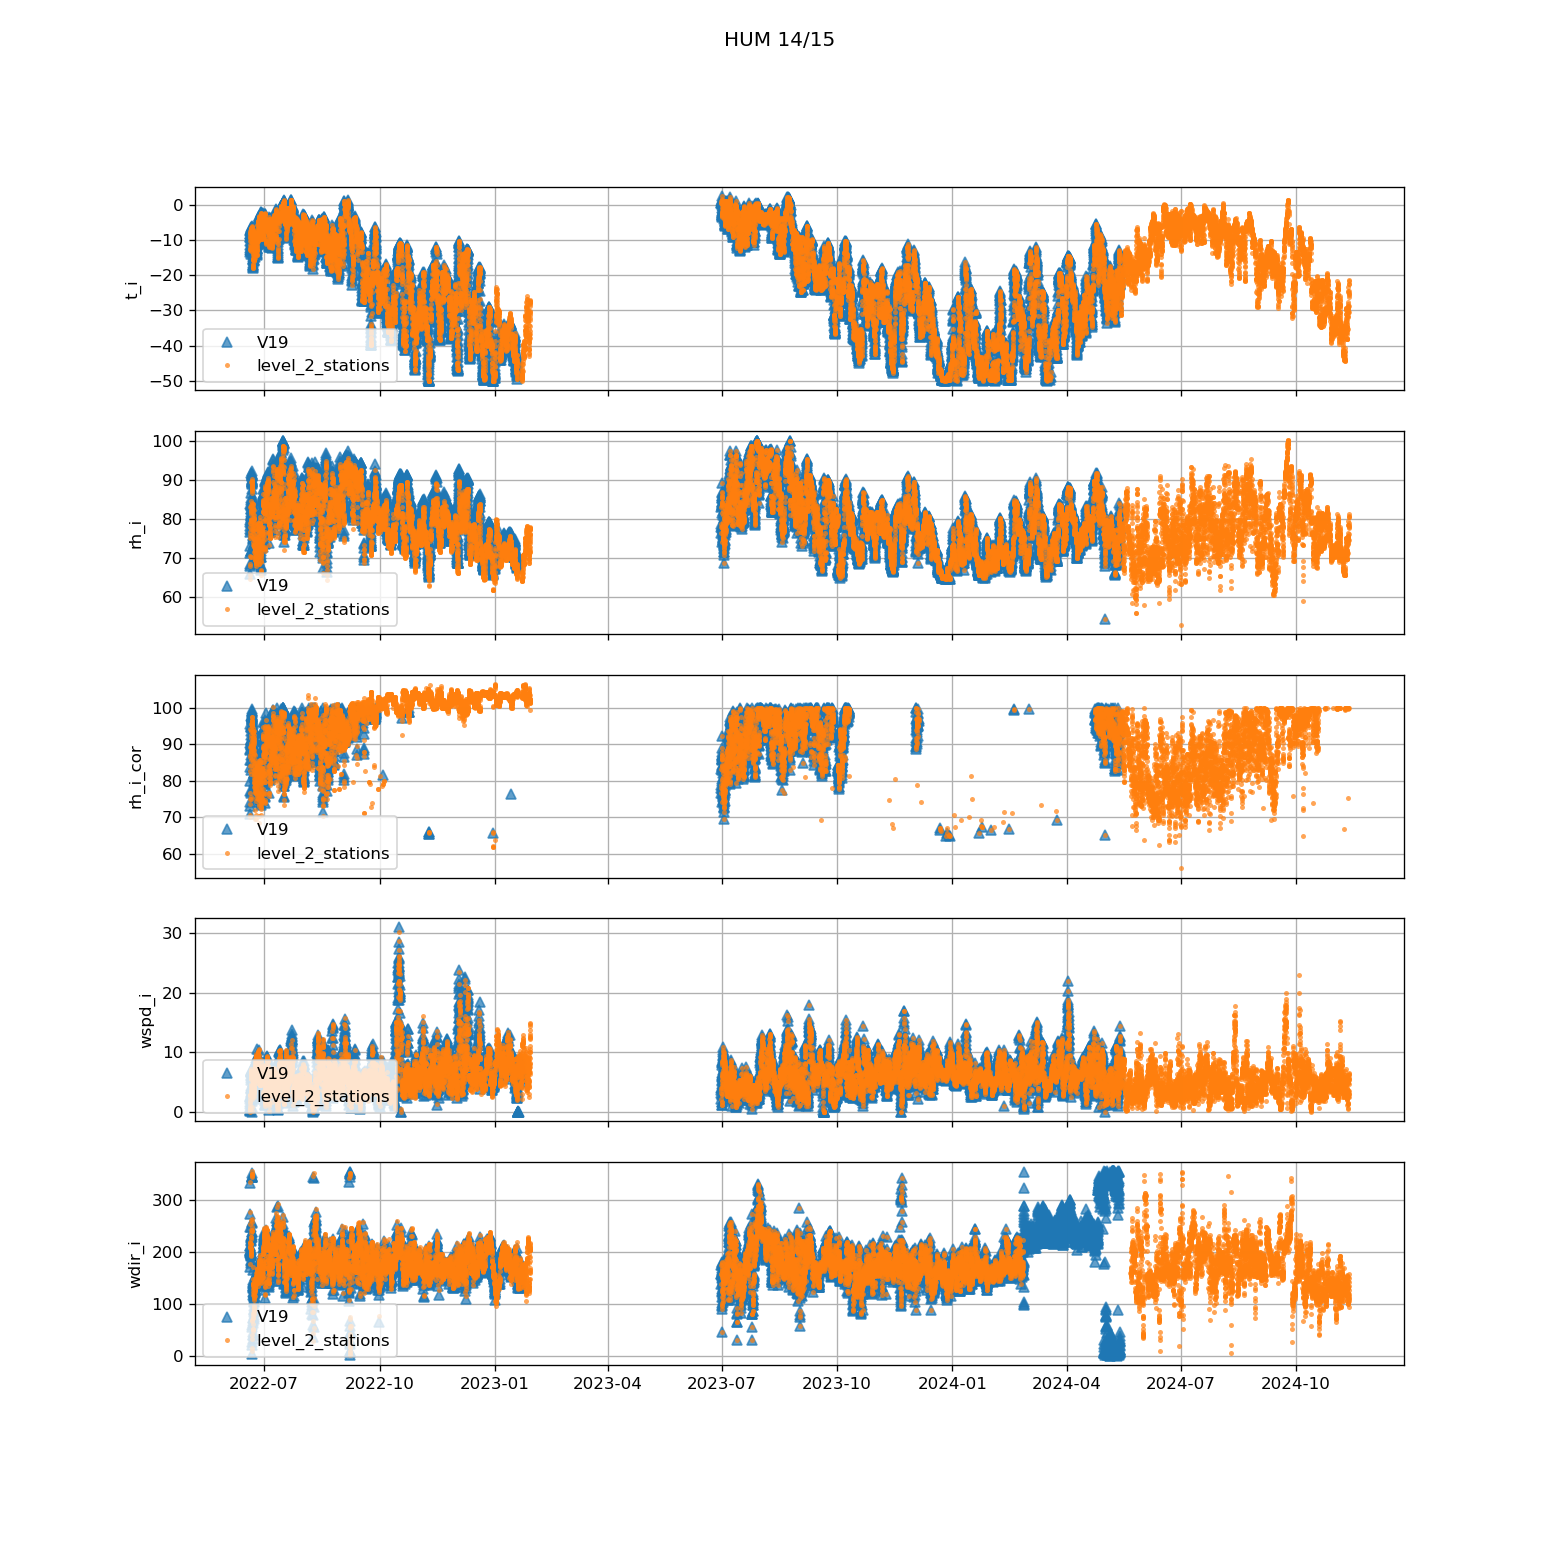 HUM 14/15
0
−10
−20
−30
−40
−50
t_i
V19
level_2_stations
100
90
80
70
60
rh_i
V19
level_2_stations
100
90
80
70
60
rh_i_cor
V19
level_2_stations
30
20
10
0
wspd_i
V19
level_2_stations
300
200
100
0
wdir_i
V19
level_2_stations
2022-07 2022-10 2023-01 2023-04 2023-07 2023-10 2024-01 2024-04 2024-07 2024-10